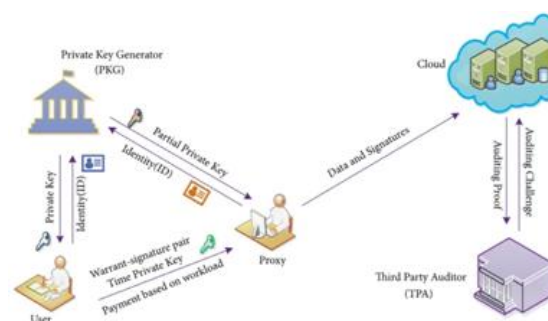 Private Key Generator
(PKG)
Cloud
Partial Private Key
Identity(ID)
Data and Signatures
Auditing Challenge
Auditing Proof
Private Key
Identity(ID)
Proxy
Warrant-signature pair
Time Private Key
Payment based on workload
Third Party Auditor
(TPA)
User